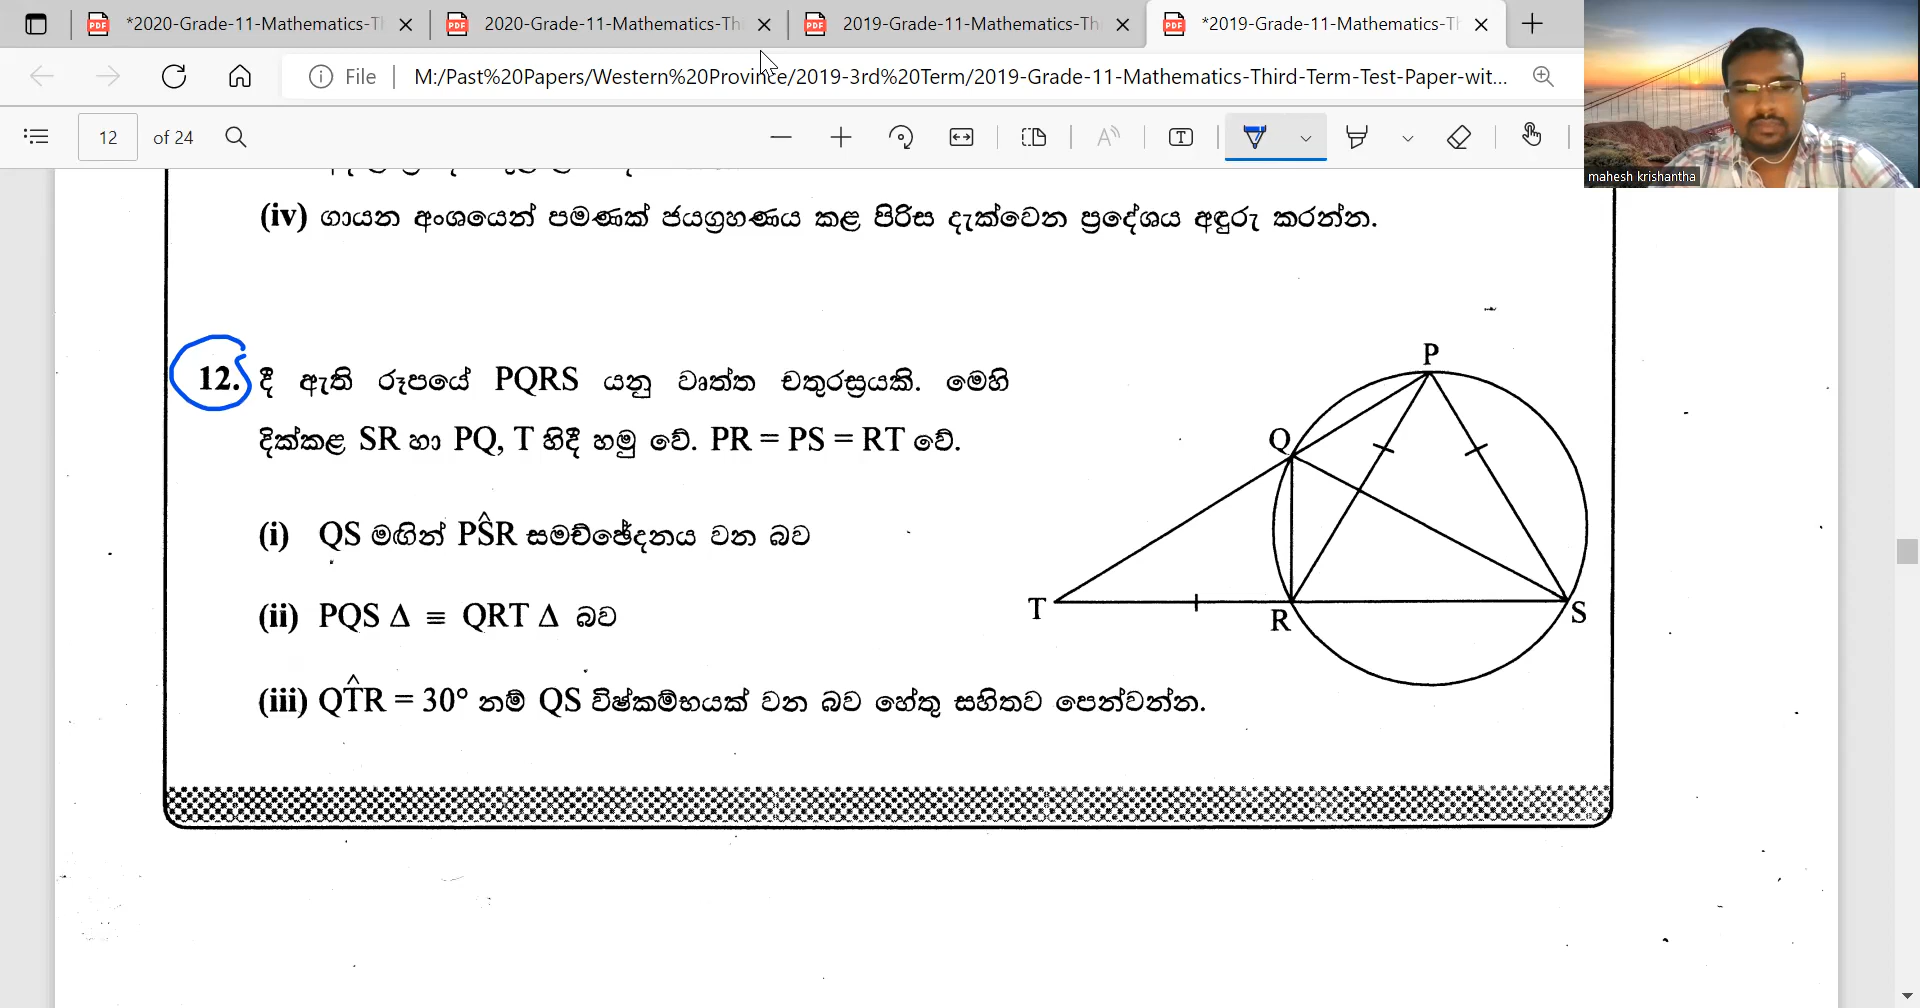 *2020-Grade-11-Mathematics-Th
2020-Grade-11-Mathematics-Thi
2019-Grade-11-Mathematics-Th
*2019-Grade-11-Mathematics-Th
File
M:/Past%20Papers/Western%20Province/2019-3rd%20Term/2019-Grade-11-Mathematics-Third-Term-Test-Paper-wit...
12 of 24
mahesh krishantha
(iv) ගායන අංශයෙන් පමණක් ජයග්‍රහණය කළ පිරිස දැක්වෙන ප්‍රදේශය අඳුරු කරන්න.
12. දී ඇති රූපයේ PQRS යනු වෘත්ත චතුරස්‍රයකි. මෙහි
දික්කළ SR හා PQ, T හිදී හමු වේ. PR = PS = RT වේ.
(i) QS මඟින් PŜR සමච්ඡේදනය වන බව
(ii) PQS Δ ≡ QRT Δ බව
(iii) QT̂R = 30° නම් QS විෂ්කම්භයක් වන බව හේතු සහිතව පෙන්වන්න.
P
Q
T
R
S